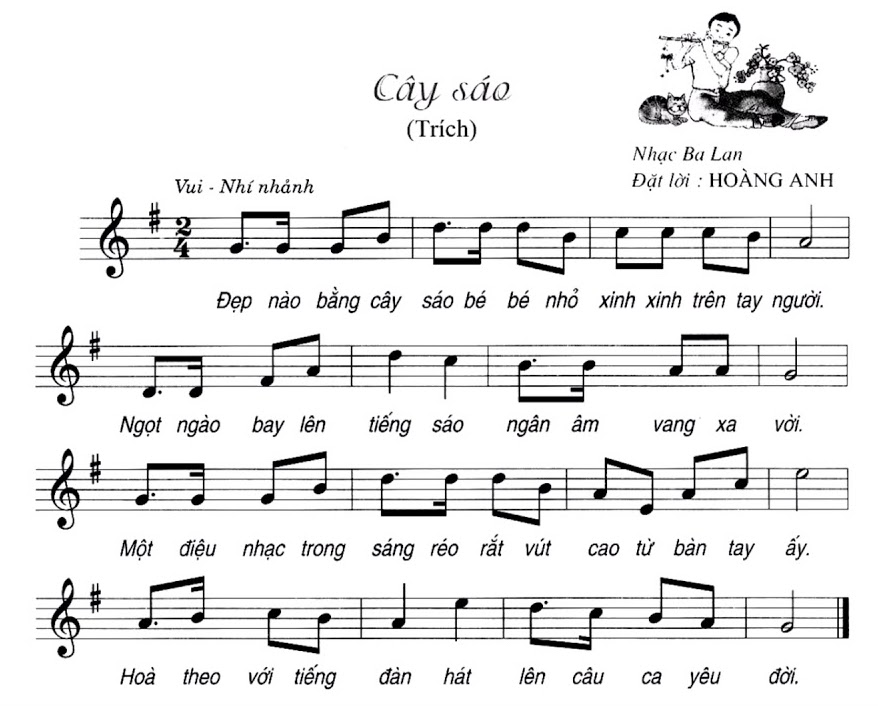 Cây sáo
(Trích)
Nhạc Ba Lan
Đặt lời : HOÀNG ANH
Vui - Nhí nhảnh
2
4
Đẹp nào bằng cây sáo bé bé nhỏ xinh xinh trên tay người.
Ngọt ngào bay lên tiếng sáo ngân âm vang xa vời.
Một điệu nhạc trong sáng réo rắt vút cao từ bàn tay ấy.
Hoà theo với tiếng đàn hát lên câu ca yêu đời.